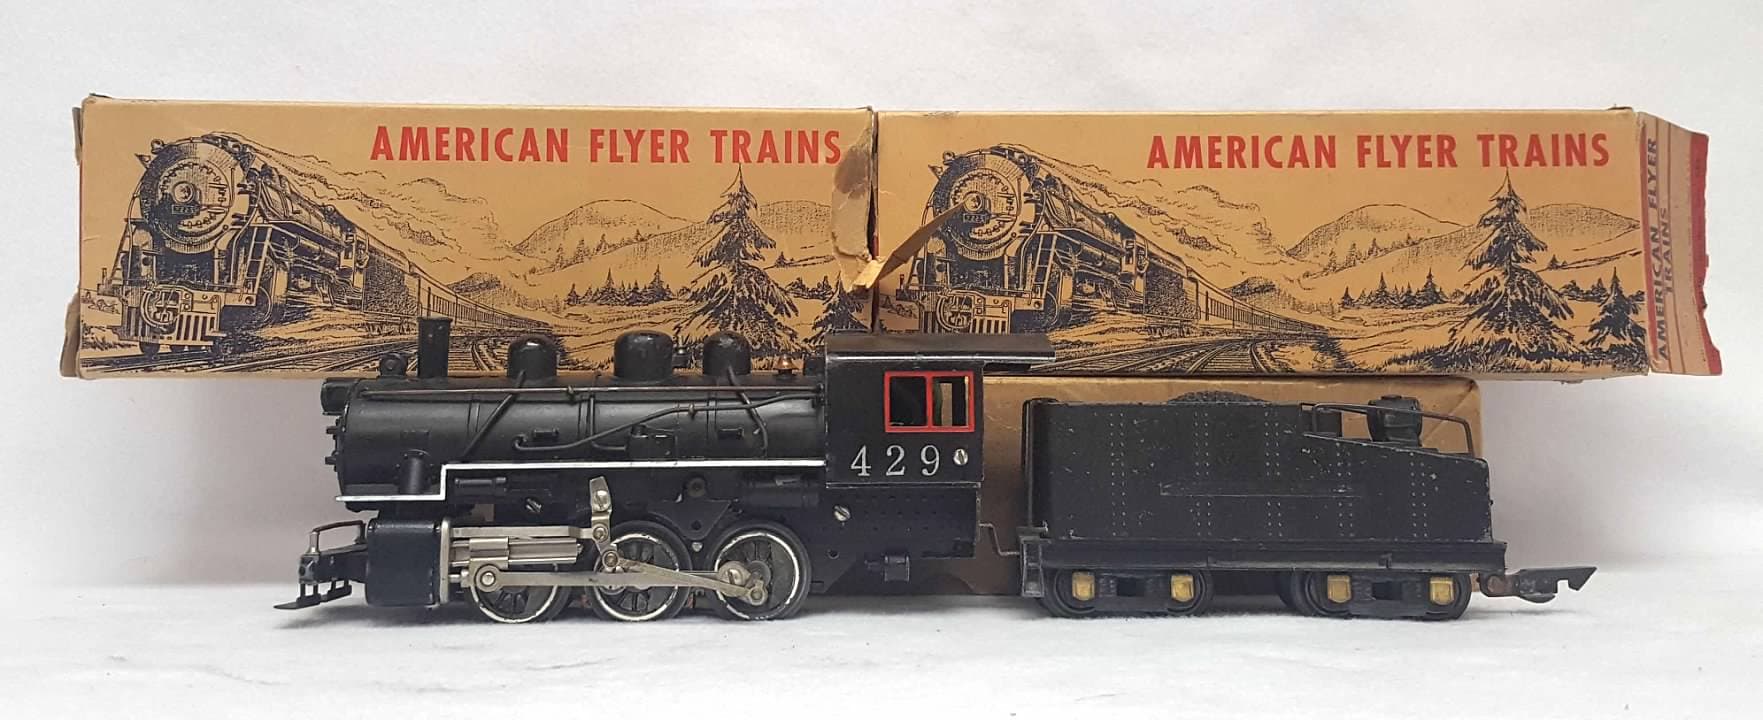 AMERICAN FLYER TRAINS
AMERICAN FLYER TRAINS
AMERICAN FLYER
TRAINS
429